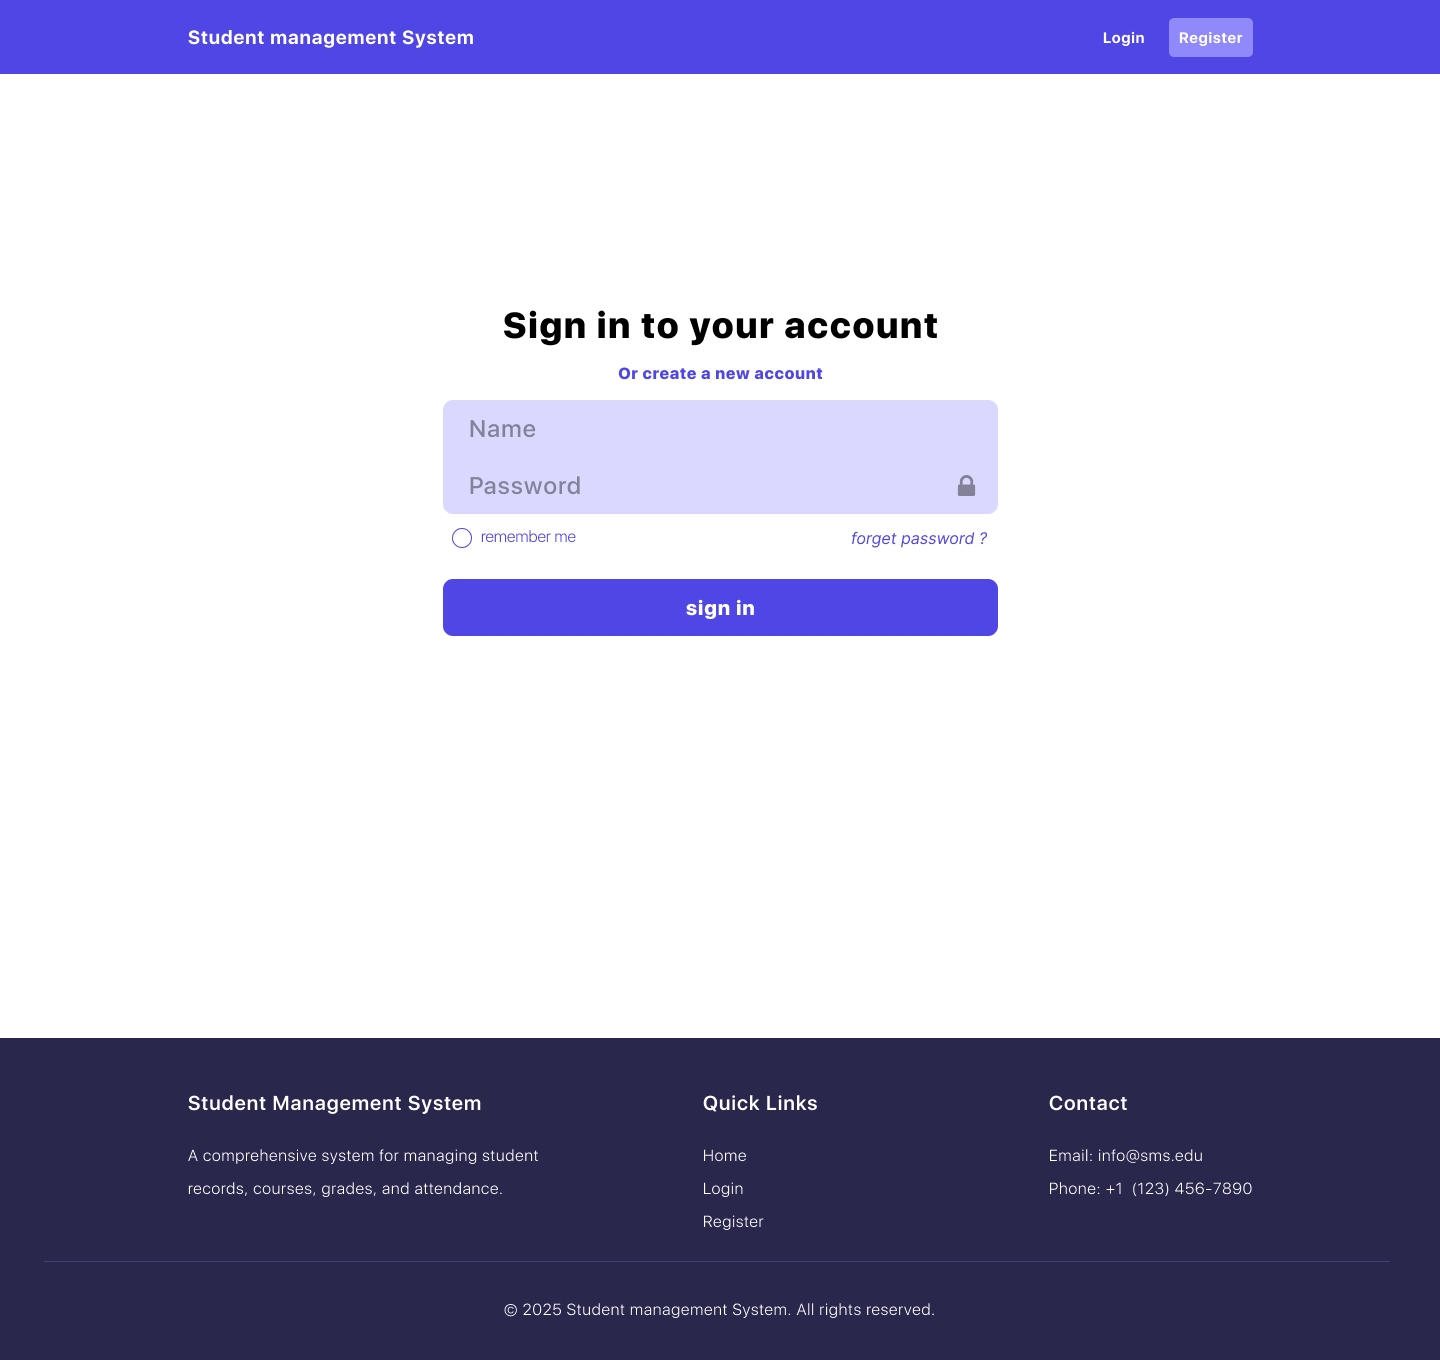 Student management System
Login
Register
Sign in to your account
Or create a new account
Name
Password
remember me
forget password ?
sign in
Student Management System
A comprehensive system for managing student
records, courses, grades, and attendance.
Quick Links
Home
Login
Register
Contact
Email: info@sms.edu
Phone: +1  (123) 456-7890
© 2025 Student management System. All rights reserved.